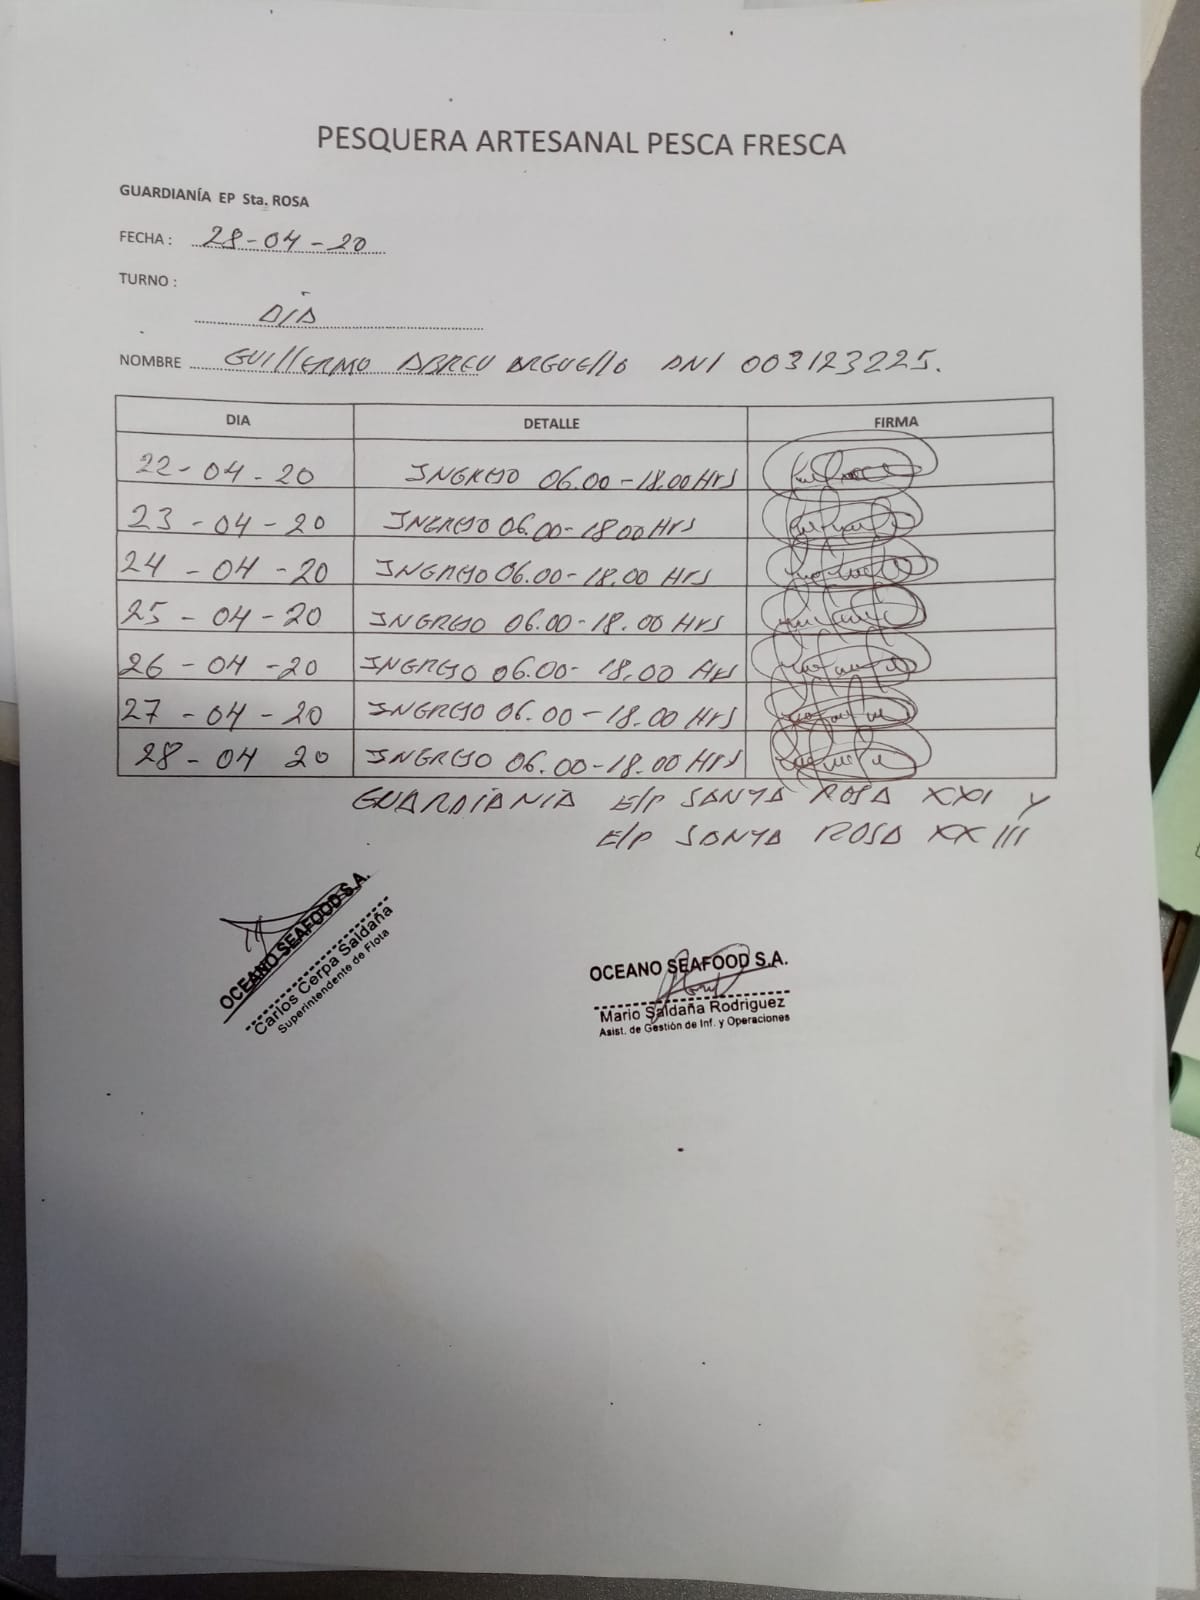 PESQUERA ARTESANAL PESCA FRESCA
GUARDIANÍA EP Sta. ROSA
FECHA : 28-04-20
TURNO :
DÍA
NOMBRE GUILLERMO ABREU ARGUELLO DNI 003123225.
DIA DETALLE FIRMA
22-04-20 INGRESO 06.00-18.00 Hrs
23-04-20 INGRESO 06.00-18 00 Hrs
24-04-20 INGRESO 06.00-18.00 Hrs
25-04-20 INGRESO 06.00-18.00 Hrs
26-04-20 INGRESO 06.00-18.00 Hrs
27-04-20 INGRESO 06.00-18.00 Hrs
28-04 20 INGRESO 06.00-18.00 Hrs
GUARDIANIA E/P SANTA ROSA XXI Y
E/P SANTA ROSA XXIII
OCEANO SEAFOOD S.A.
Carlos Cerpa Saldaña
Superintendente de Flota
OCEANO SEAFOOD S.A.
Mario Saldaña Rodriguez
Asist. de Gestión de Inf. y Operaciones